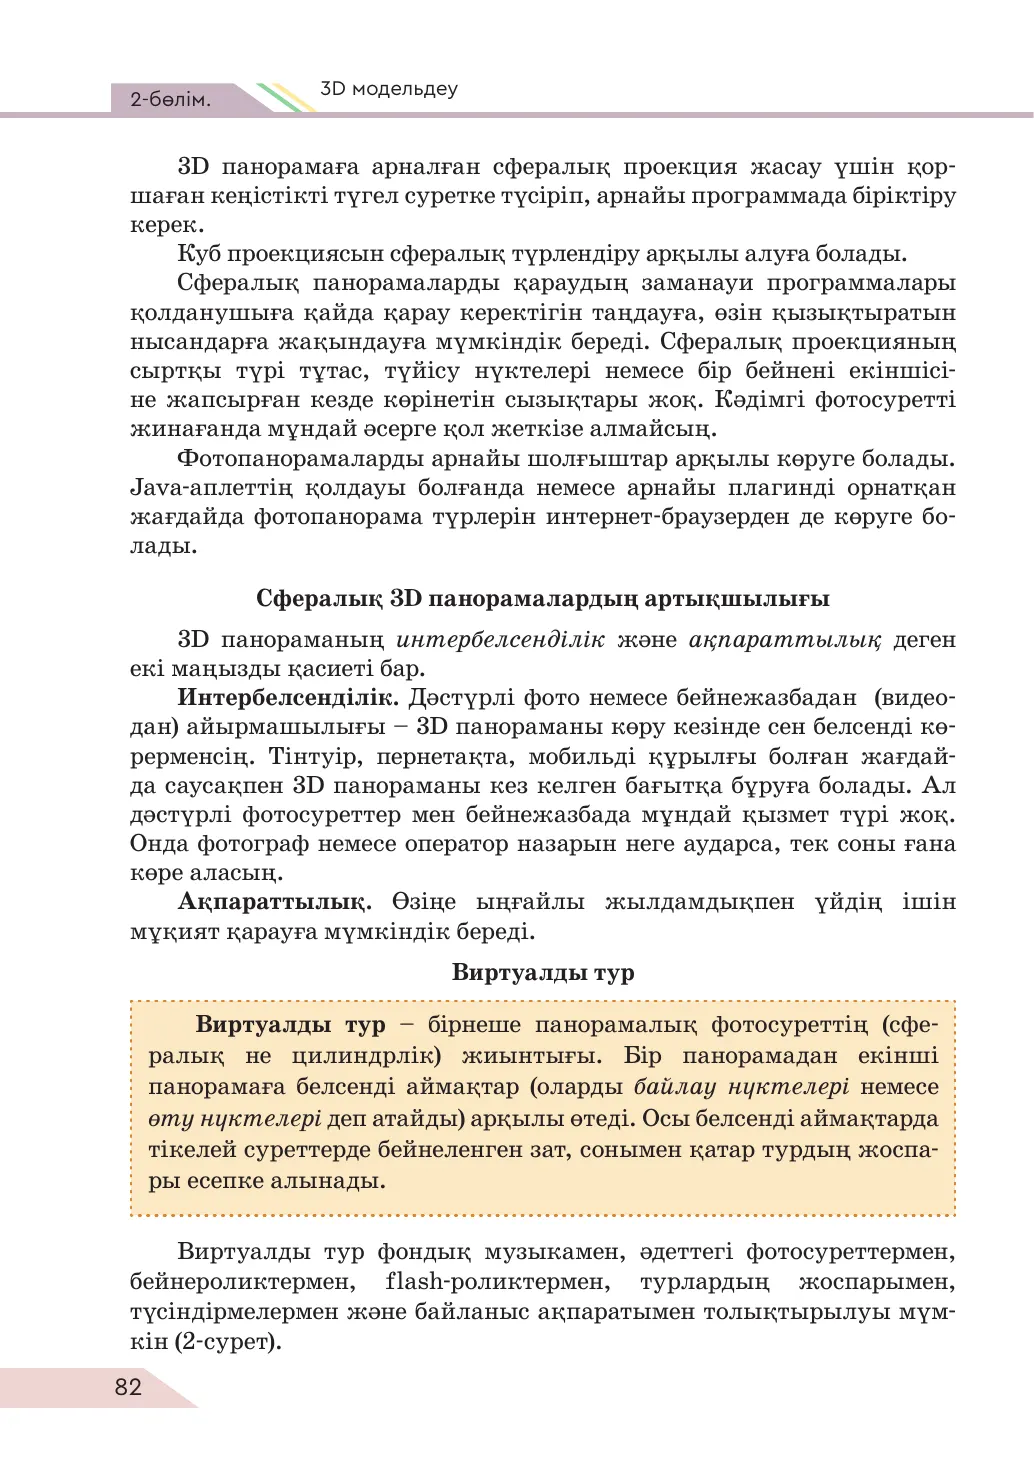 2-бөлім.
3D модельдеу
3D панорамаға арналған сфералық проекция жасау үшін қор-
шаған кеңістікті түгел суретке түсіріп, арнайы программада біріктіру
керек.
Куб проекциясын сфералық түрлендіру арқылы алуға болады.
Сфералық панорамаларды қараудың заманауи программалары
қолданушыға қайда қарау керектігін таңдауға, өзін қызықтыратын
нысандарға жақындауға мүмкіндік береді. Сфералық проекцияның
сыртқы түрі тұтас, түйісу нүктелері немесе бір бейнені екіншісі-
не жапсырған кезде көрінетін сызықтары жоқ. Кәдімгі фотосуретті
жинағанда мұндай әсерге қол жеткізе алмайсың.
Фотопанорамаларды арнайы шолғыштар арқылы көруге болады.
Java-аплеттің қолдауы болғанда немесе арнайы плагинді орнатқан
жағдайда фотопанорама түрлерін интернет-браузерден де көруге бо-
лады.
Сфералық 3D панорамалардың артықшылығы
3D панораманың интербелсенділік және ақпараттылық деген
екі маңызды қасиеті бар.
Интербелсенділік. Дәстүрлі фото немесе бейнежазбадан (видео-
дан) айырмашылығы – 3D панораманы көру кезінде сен белсенді кө-
рерменсің. Тінтуір, пернетақта, мобильді құрылғы болған жағдай-
да саусақпен 3D панораманы кез келген бағытқа бұруға болады. Ал
дәстүрлі фотосуреттер мен бейнежазбада мұндай қызмет түрі жоқ.
Онда фотограф немесе оператор назарын неге аударса, тек соны ғана
көре аласың.
Ақпараттылық. Өзіңе ыңғайлы жылдамдықпен үйдің ішін
мұқият қарауға мүмкіндік береді.
Виртуалды тур
Виртуалды тур – бірнеше панорамалық фотосуреттің (сфе-
ралық не цилиндрлік) жиынтығы. Бір панорамадан екінші
панорамаға белсенді аймақтар (оларды байлау нүктелері немесе
өту нүктелері деп атайды) арқылы өтеді. Осы белсенді аймақтарда
тікелей суреттерде бейнеленген зат, сонымен қатар турдың жоспа-
ры есепке алынады.
Виртуалды тур фондық музыкамен, әдеттегі фотосуреттермен,
бейнероликтермен, flash-роликтермен, турлардың жоспарымен,
түсіндірмелермен және байланыс ақпаратымен толықтырылуы мүм-
кін (2-сурет).
82